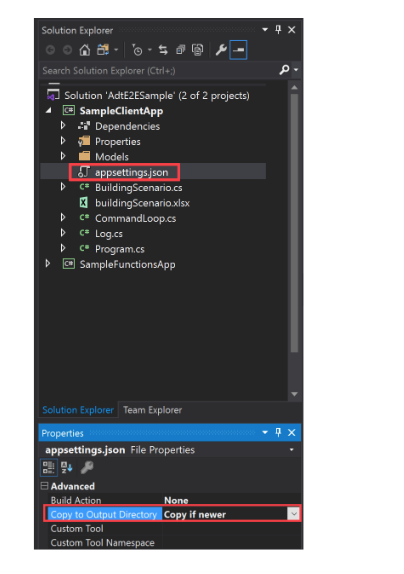 Solution Explorer
Search Solution Explorer (Ctrl+;)
Solution 'AdtE2ESample' (2 of 2 projects)
C# SampleClientApp
Dependencies
Properties
Models
appsettings.json
C# BuildingScenario.cs
buildingScenario.xlsx
C# CommandLoop.cs
C# Log.cs
C# Program.cs
C# SampleFunctionsApp
Solution Explorer Team Explorer
Properties
appsettings.json File Properties
Advanced
Build Action None
Copy to Output Directory Copy if newer
Custom Tool
Custom Tool Namespace